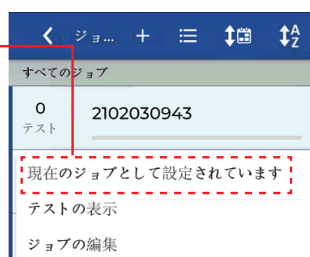 ジョ...
すべてのジョブ
0 2102030943
テスト
現在のジョブとして設定されています
テストの表示
ジョブの編集